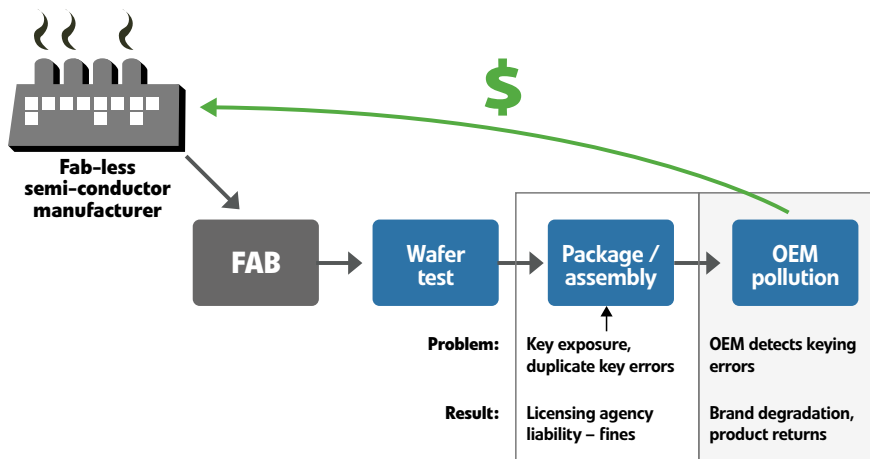 $
Fab-less
semi-conductor
manufacturer
FAB
Wafer
test
Package /
assembly
OEM
pollution
Problem:
Key exposure,
duplicate key errors
OEM detects keying
errors
Result:
Licensing agency
liability – fines
Brand degradation,
product returns